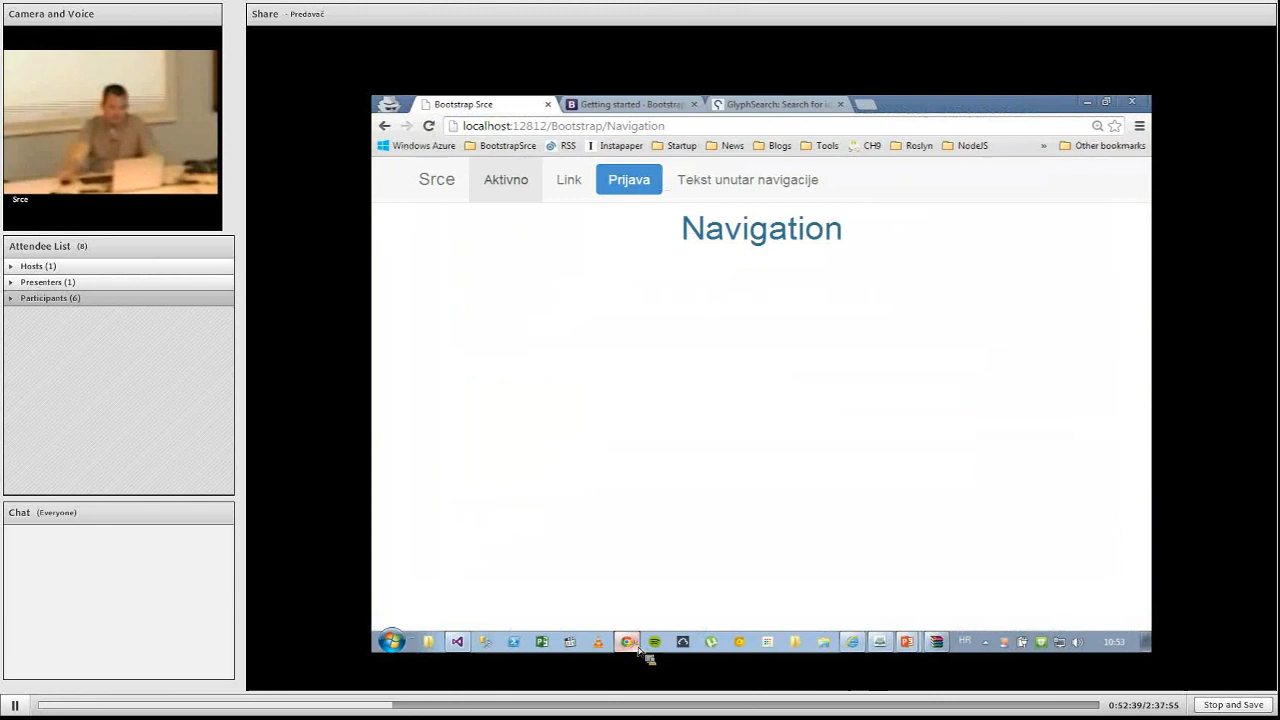 Camera and Voice
Srce
Attendee List (8)
Hosts (1)
Presenters (1)
Participants (6)
Chat (Everyone)
Share - Predavač
Bootstrap Srce
Getting started - Bootstrap
GlyphSearch: Search for
localhost:12812/Bootstrap/Navigation
Windows Azure BootstrapSrce RSS Instapaper Startup News Blogs Tools CH9 Roslyn NodeJS » Other bookmarks
Srce Aktivno Link Prijava Tekst unutar navigacije
Navigation
HR 10:53
0:52:39/2:37:55 Stop and Save